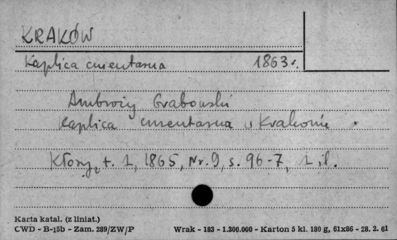 KRAKÓW
Kaplica cmentarna 1863 r.
Ambroży Grabowski
Kaplica cmentarna w Krakowie.
Kłosy, t. 1, 1865, Nr. 9, s. 96-7, 1 il.
Karta katal. (z liniat.)
CWD - B-15b - Zam. 289/ZW/P Wrak - 183 - 1.300.000 - Karton 5 kl. 180 g, 61x86 - 28. 2. 61